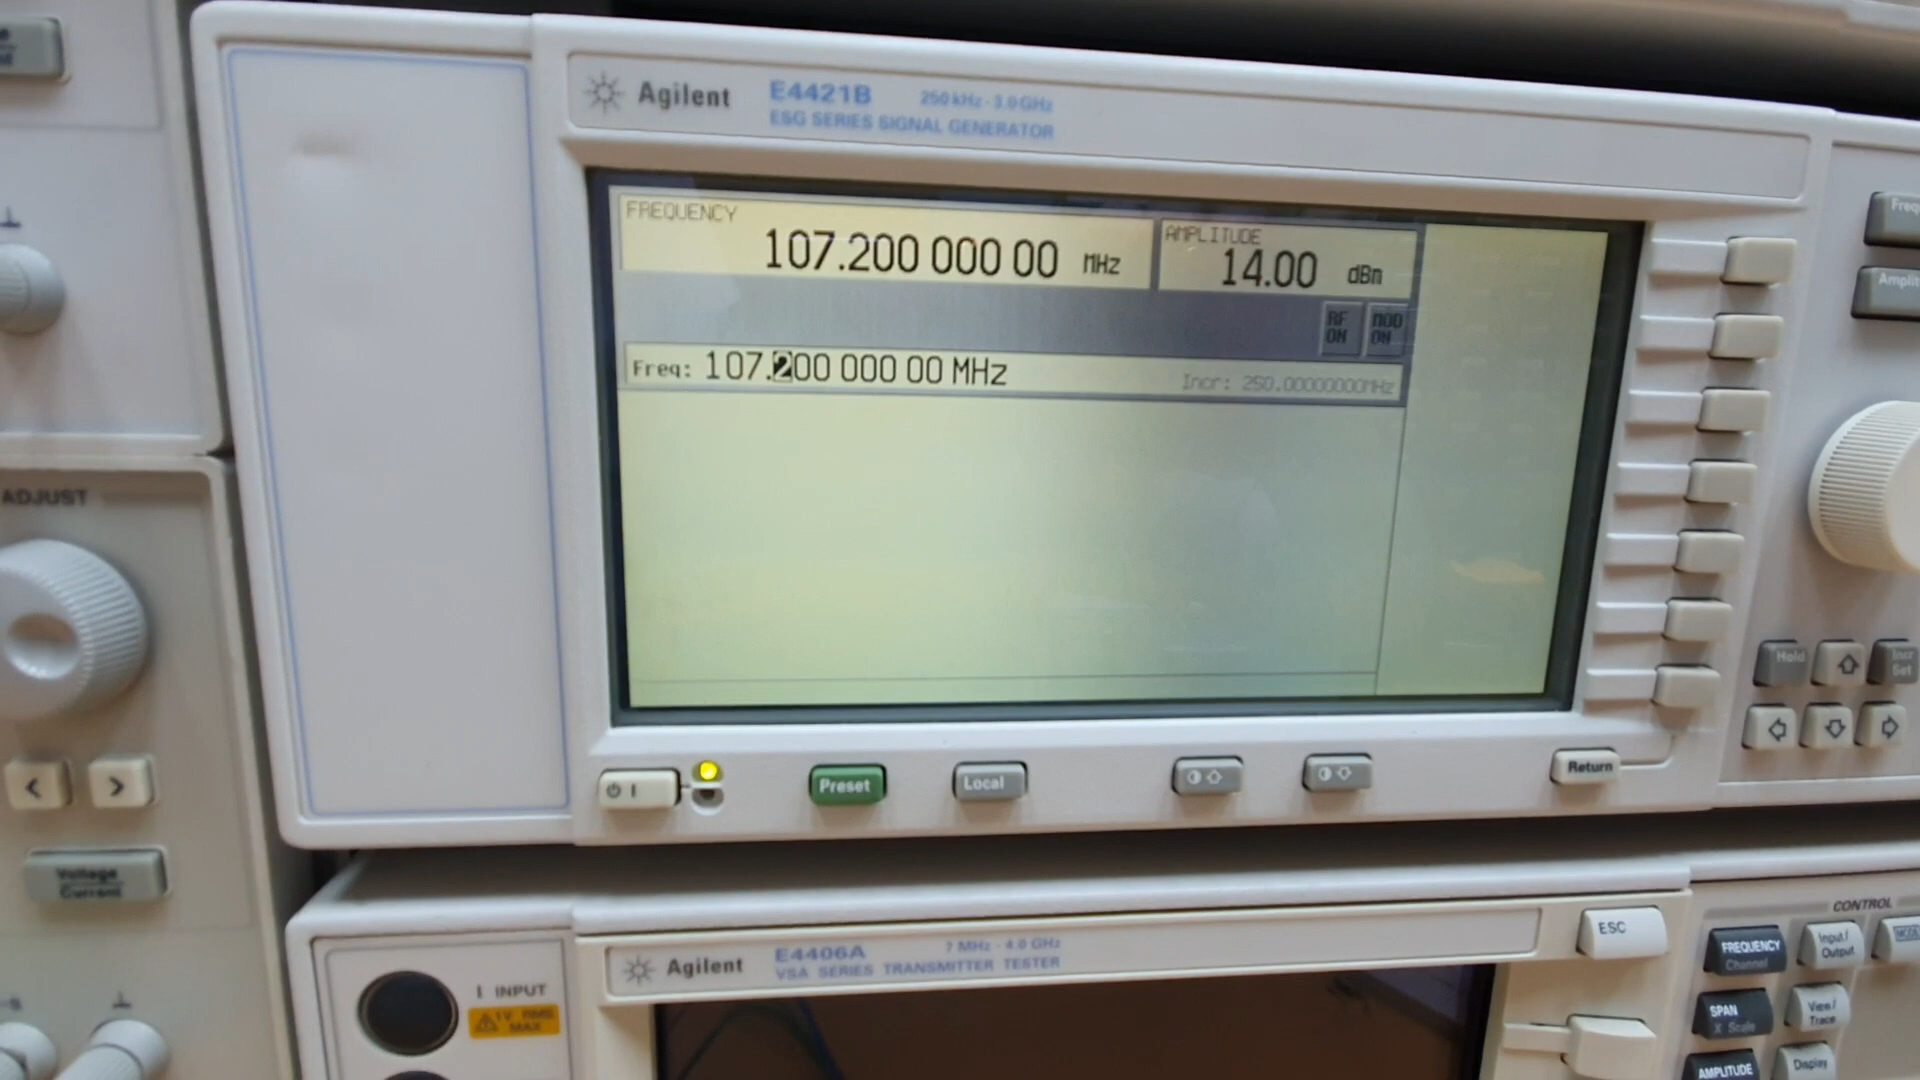 Agilent E4421B 250 kHz - 3.0 GHz
ESG SERIES SIGNAL GENERATOR
FREQUENCY
107.200 000 00 MHz
AMPLITUDE
14.00 dBm
RF
ON
MOD
ON
Freq: 107.200 000 00 MHz
Incr: 250.00000000MHz
Hold
Incr
Set
Preset
Local
Return
ADJUST
Voltage
Current
Agilent E4406A 7 MHz - 4.0 GHz
VSA SERIES TRANSMITTER TESTER
I INPUT
1V RMS
MAX
ESC
CONTROL
FREQUENCY
Channel
Input/
Output
SPAN
X Scale
View/
Trace
AMPLITUDE
Display